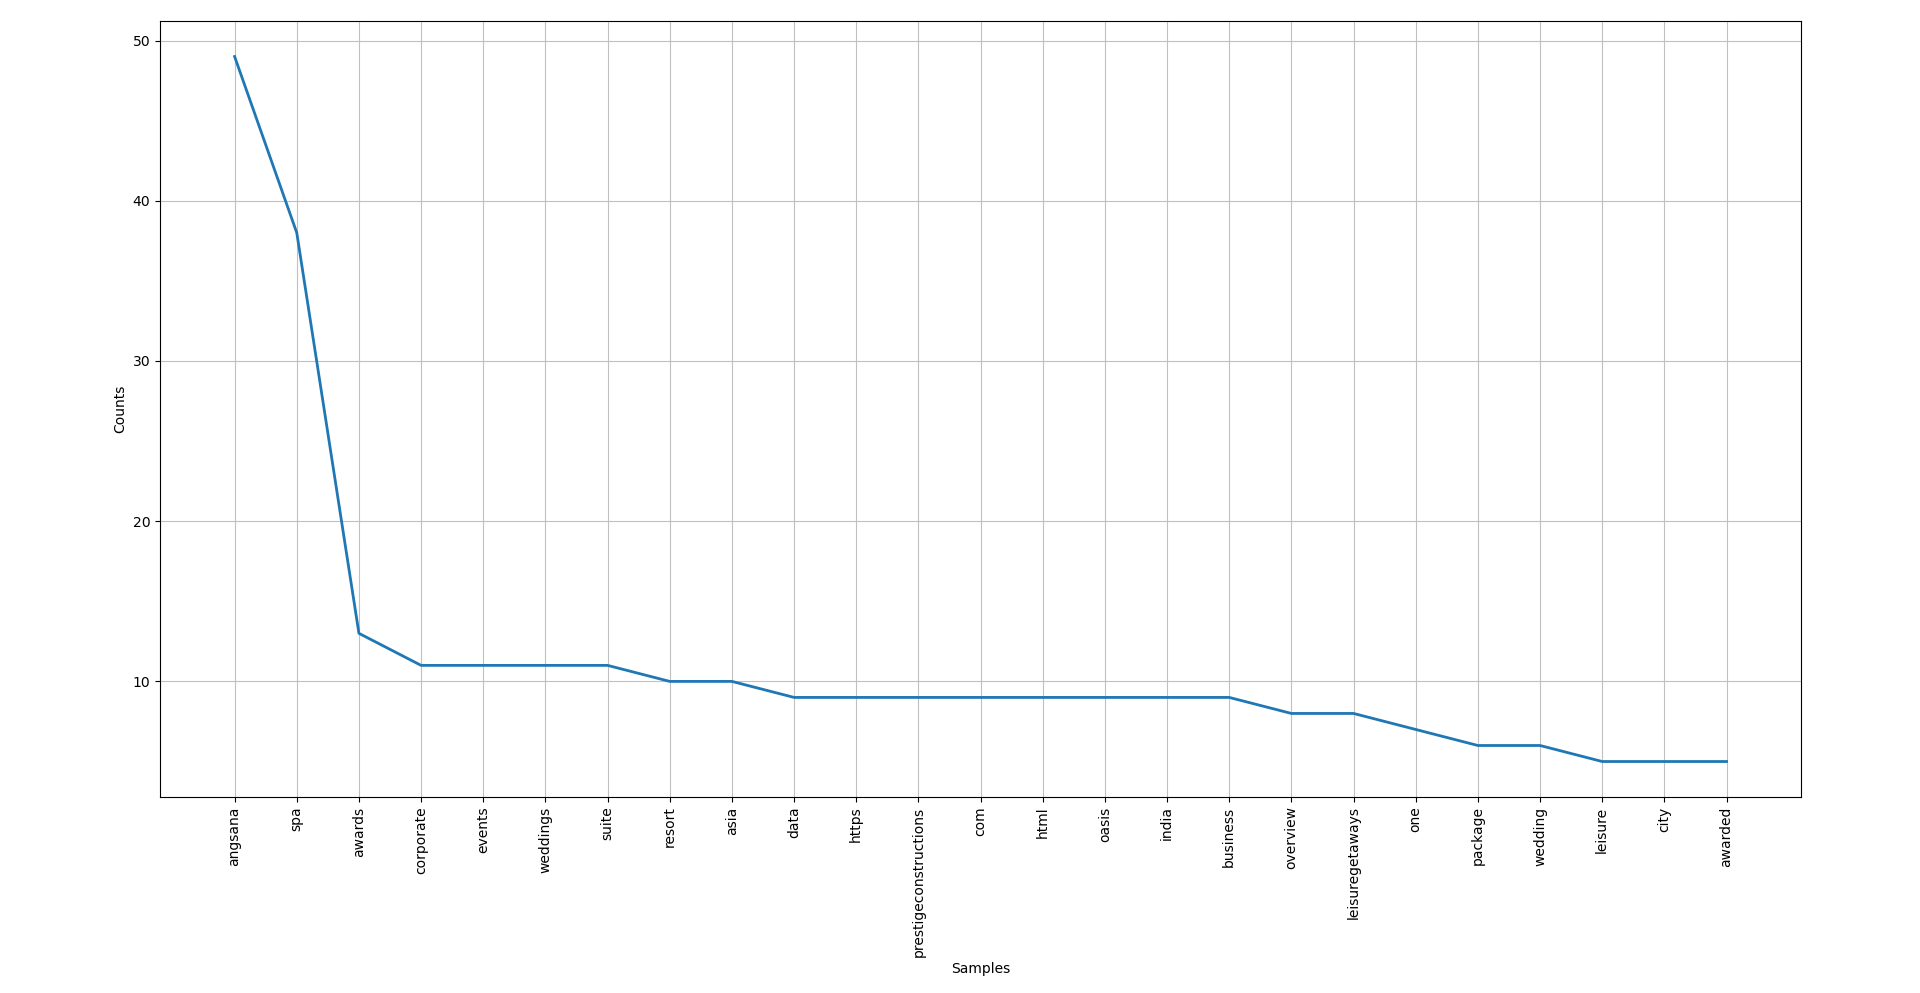 50
40
30
20
10
Counts
angsana
spa
awards
corporate
events
weddings
suite
resort
asia
data
https
prestigeconstructions
com
html
oasis
india
business
overview
leisuregetaways
one
package
wedding
leisure
city
awarded
Samples